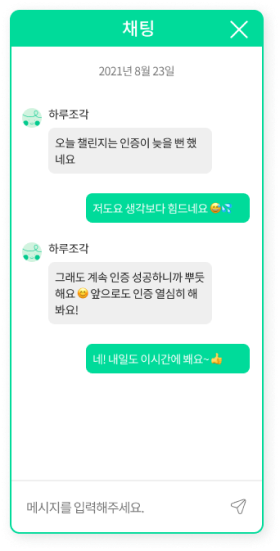 채팅
2021년 8월 23일
하루조각
오늘 챌린지는 인증이 늦을 뻔 했
네요
저도요 생각보다 힘드네요 😅💦
하루조각
그래도 계속 인증 성공하니까 뿌듯
해요 😊 앞으로도 인증 열심히 해
봐요!
네! 내일도 이시간에 봬요~ 👍
메시지를 입력해주세요.